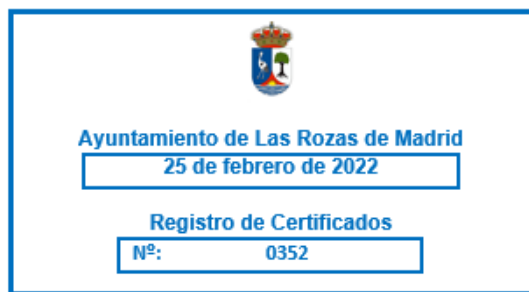 Ayuntamiento de Las Rozas de Madrid
25 de febrero de 2022
Registro de Certificados
Nº: 0352